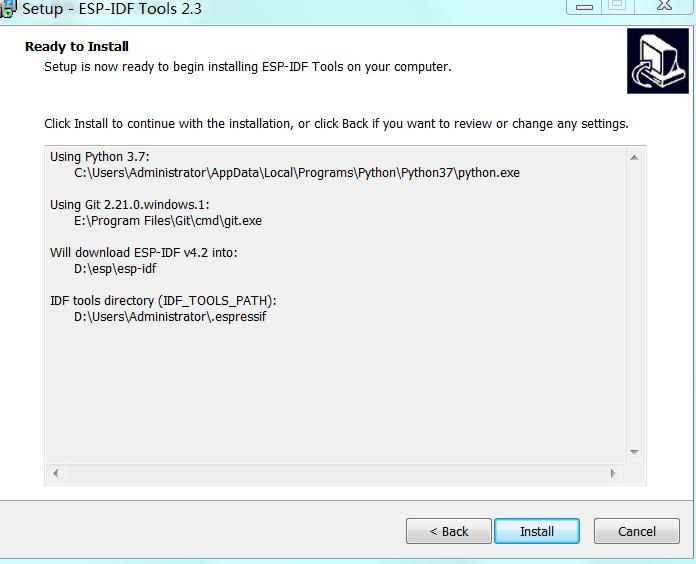 Setup - ESP-IDF Tools 2.3
Ready to Install
Setup is now ready to begin installing ESP-IDF Tools on your computer.
Click Install to continue with the installation, or click Back if you want to review or change any settings.
Using Python 3.7:
C:\Users\Administrator\AppData\Local\Programs\Python\Python37\python.exe
Using Git 2.21.0.windows.1:
E:\Program Files\Git\cmd\git.exe
Will download ESP-IDF v4.2 into:
D:\esp\esp-idf
IDF tools directory (IDF_TOOLS_PATH):
D:\Users\Administrator\.espressif
< Back Install Cancel